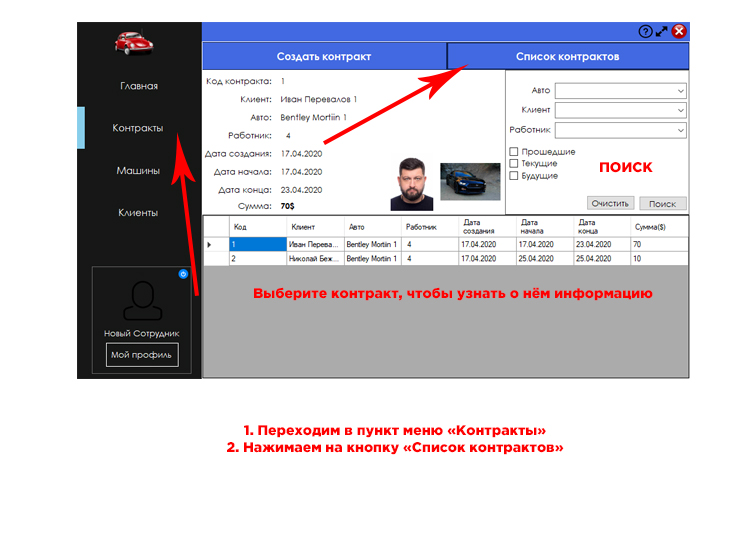 Создать контракт
Список контрактов
Главная
Контракты
Машины
Клиенты
Новый Сотрудник
Мой профиль
Код контракта: 1
Клиент: Иван Перевалов 1
Авто: Bentley Mortiin 1
Работник: 4
Дата создания: 17.04.2020
Дата начала: 17.04.2020
Дата конца: 23.04.2020
Сумма: 70$
Авто
Клиент
Работник
Прошедшие
Текущие
Будущие
ПОИСК
Очистить Поиск
Код Клиент Авто Работник Дата создания Дата начала Дата конца Сумма($)
1 Иван Перева... Bentley Mortiin 1 4 17.04.2020 17.04.2020 23.04.2020 70
2 Николай Беж... Bentley Mortiin 1 4 17.04.2020 25.04.2020 25.04.2020 10
Выберите контракт, чтобы узнать о нём информацию
1. Переходим в пункт меню «Контракты»
2. Нажимаем на кнопку «Список контрактов»